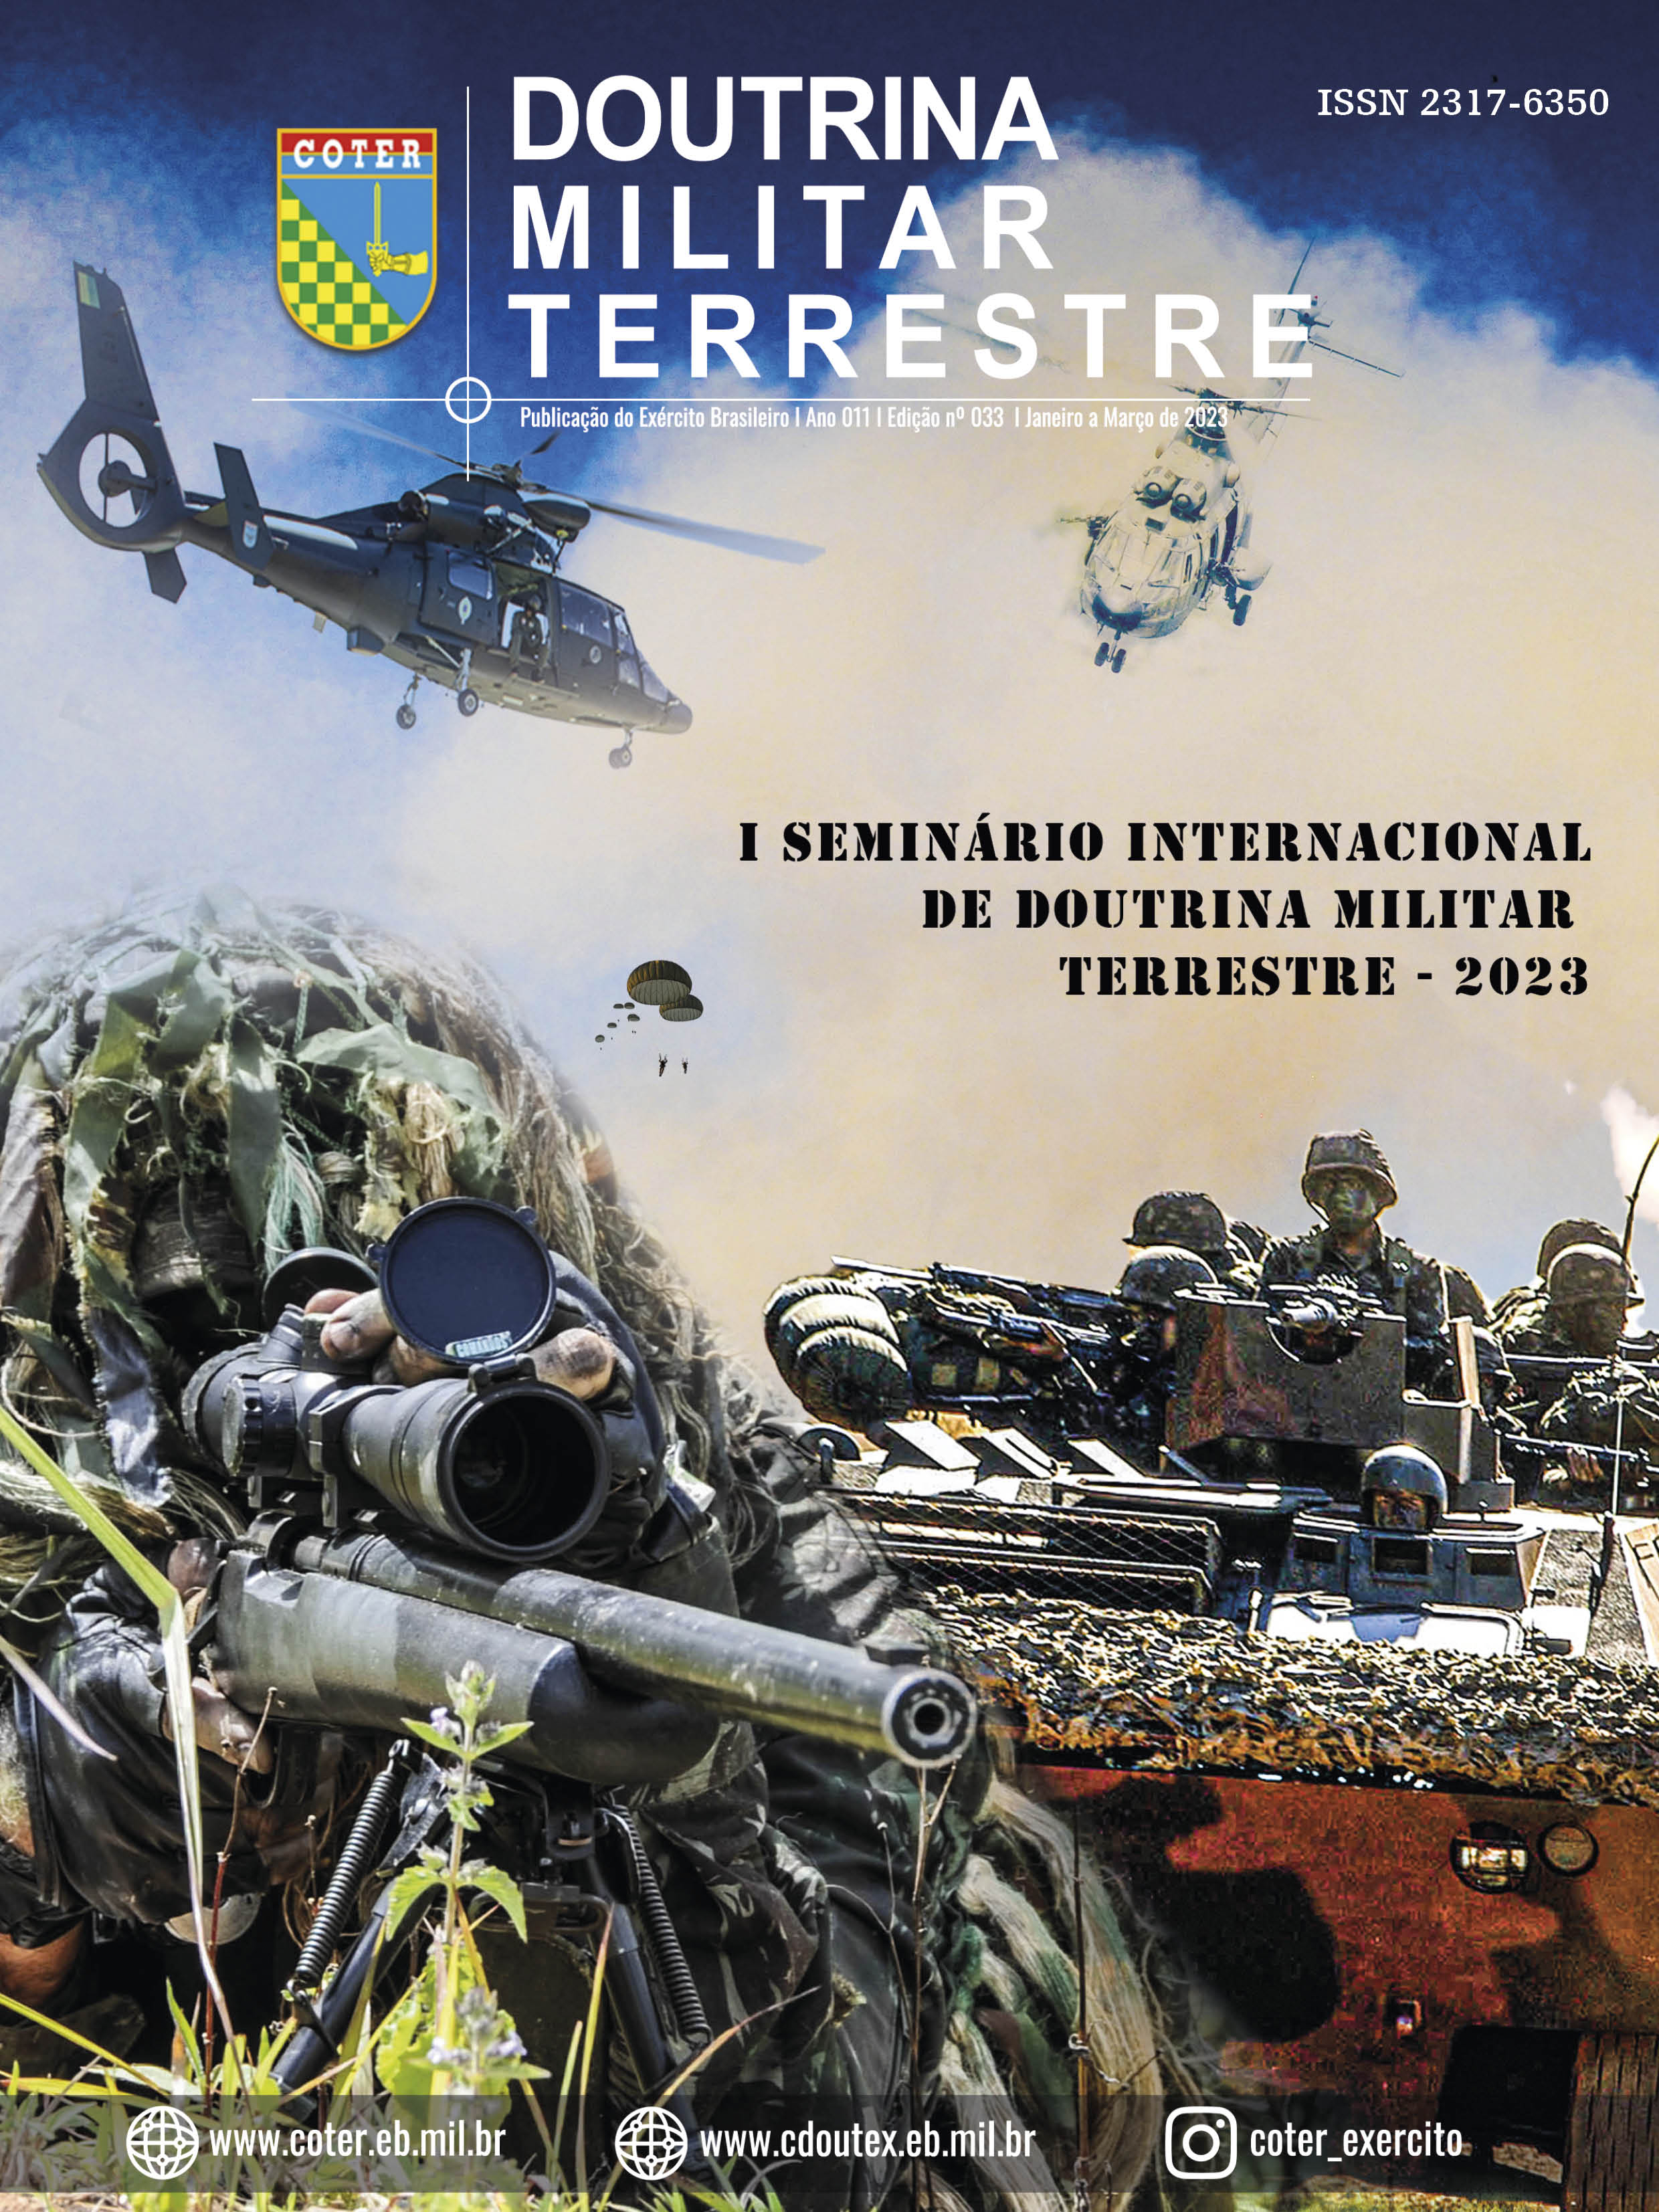 COTER
DOUTRINA
MILITAR
TERRESTRE
ISSN 2317-6350
Publicação do Exército Brasileiro I Ano 011 I Edição nº 033 I Janeiro a Março de 2023
I SEMINÁRIO INTERNACIONAL
DE DOUTRINA MILITAR
TERRESTRE - 2023
COMANDOS
www.coter.eb.mil.br
www.cdoutex.eb.mil.br
coter_exercito